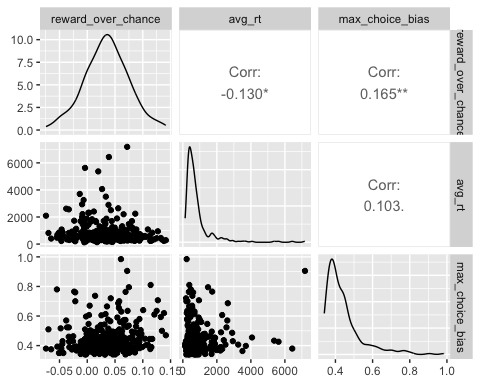 reward_over_chance avg_rt max_choice_bias
10.0
7.5
5.0
2.5
0.0
Corr:
-0.130*
Corr:
0.165**
reward_over_chance
6000
4000
2000
0
Corr:
0.103.
avg_rt
1.0
0.8
0.6
0.4
max_choice_bias
-0.05 0.00 0.05 0.10 0.15
0 2000 4000 6000
0.4 0.6 0.8 1.0